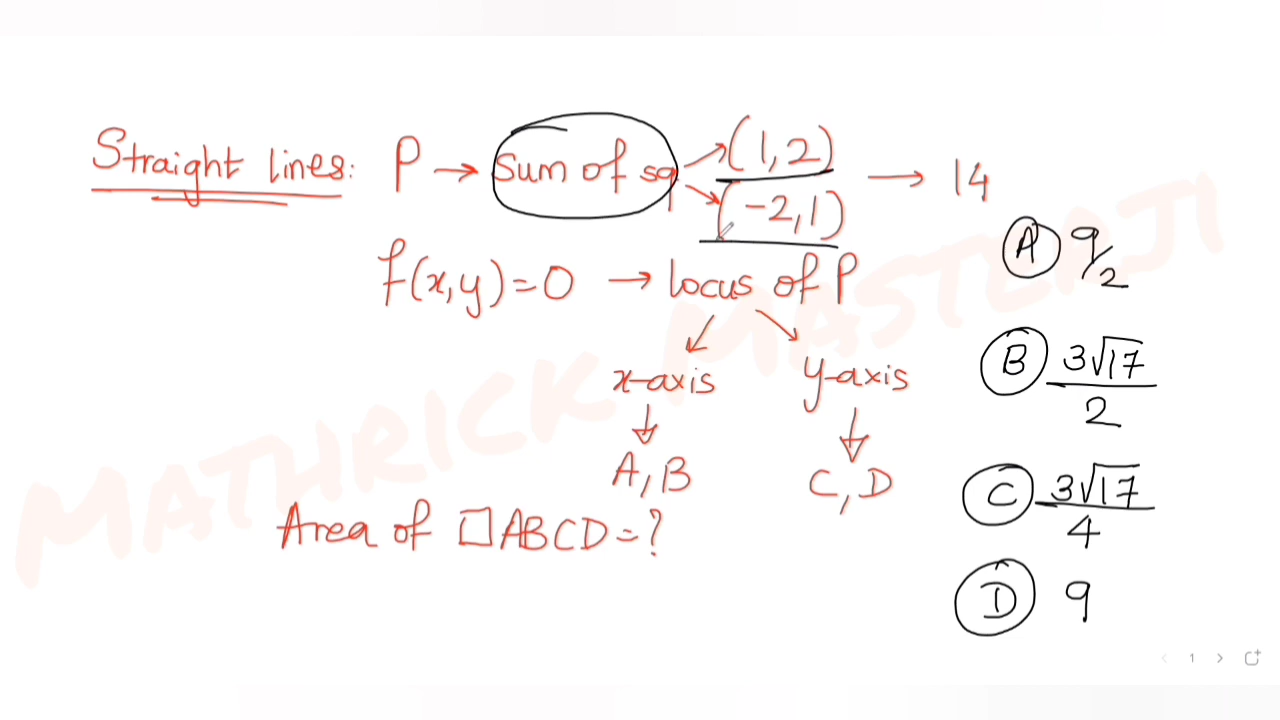 Straight lines: P → Sum of sq → (1,2) → 14
(-2,1)
f(x,y)=0 → locus of P
x-axis y-axis
A,B C,D
Area of □ABCD=?
A 9/2
B 3√17/2
C 3√17/4
D 9
MATHRICK MASTERJI
1